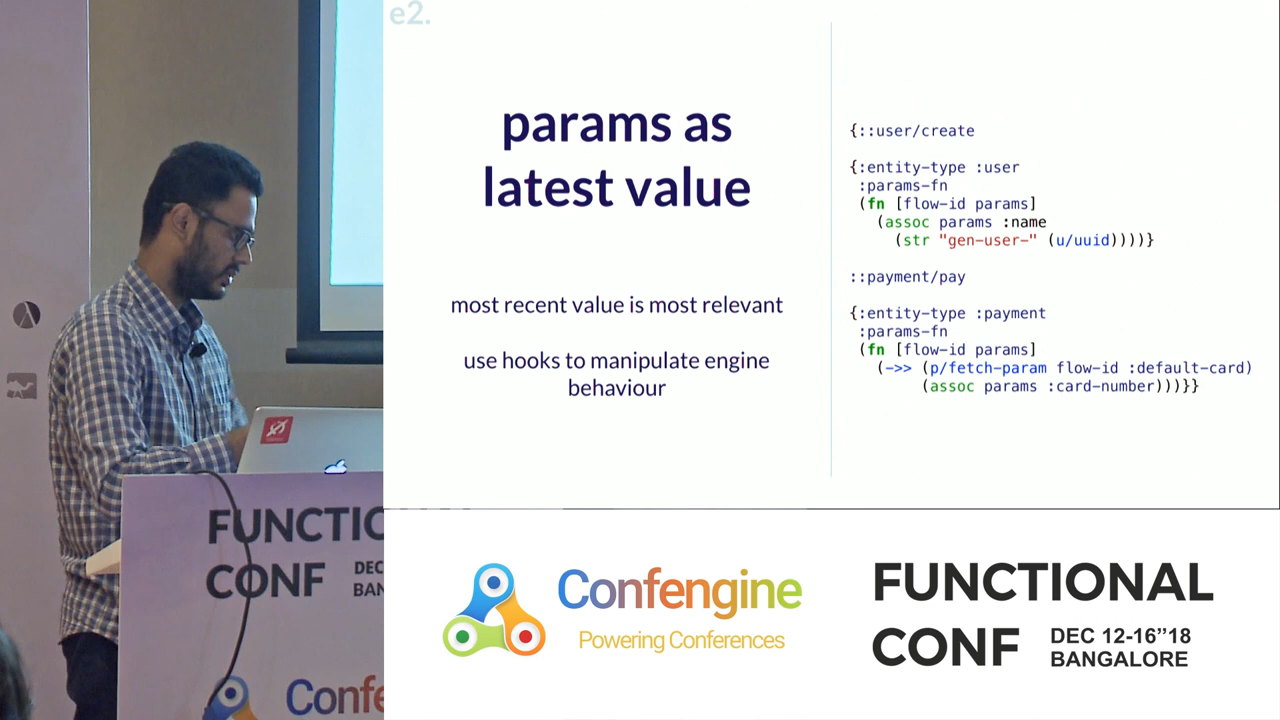 e2.
params as
latest value
most recent value is most relevant
use hooks to manipulate engine
behaviour
{::user/create
{:entity-type :user
:params-fn
(fn [flow-id params]
(assoc params :name
(str "gen-user-" (u/uuid))))}
::payment/pay
{:entity-type :payment
:params-fn
(fn [flow-id params]
(->> (p/fetch-param flow-id :default-card)
(assoc params :card-number)))}}
FUNCTIO
CONF DEC
BAN
Confe
Confengine
Powering Conferences
FUNCTIONAL
CONF DEC 12-16”18
BANGALORE